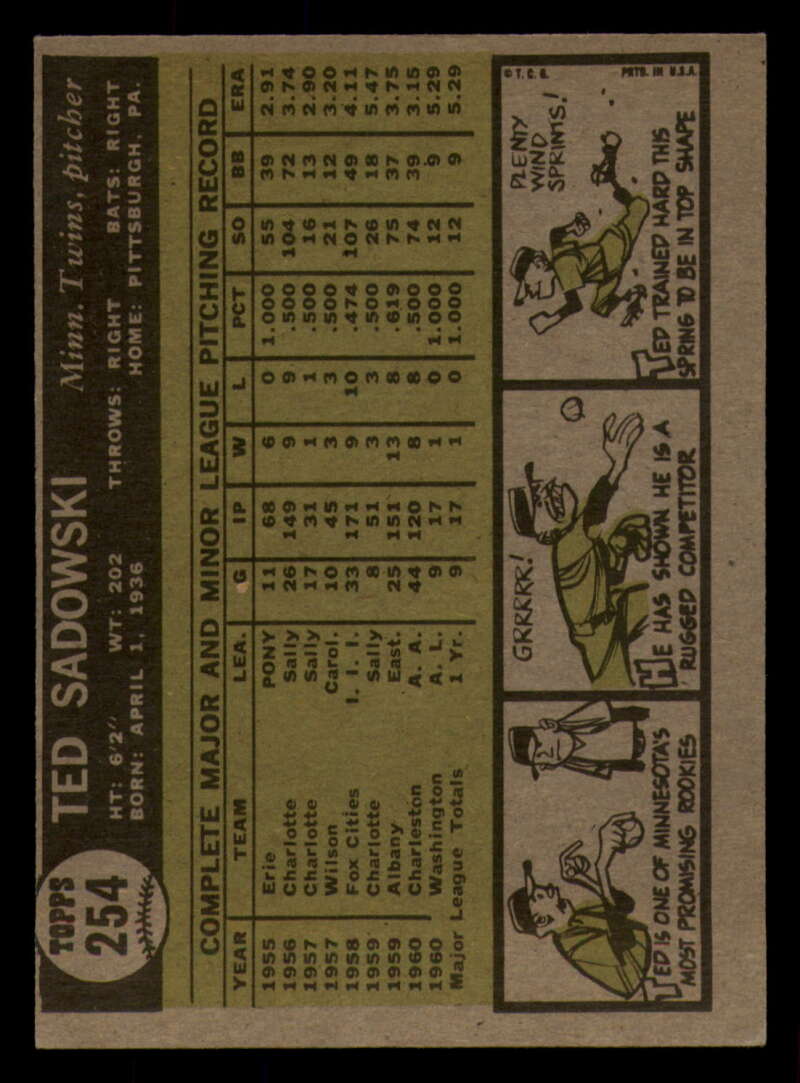 TOPPS
254
TED SADOWSKI Minn. Twins, pitcher
HT: 6'2" WT: 202 THROWS: RIGHT BATS: RIGHT
BORN: APRIL 1, 1936 HOME: PITTSBURGH, PA.
COMPLETE MAJOR AND MINOR LEAGUE PITCHING RECORD
YEAR TEAM LEA. G IP W L PCT SO BB ERA
1955 Erie PONY 11 68 6 0 1.000 55 39 2.91
1956 Charlotte Sally 26 149 9 9 .500 104 72 3.74
1957 Charlotte Sally 17 31 1 1 .500 16 13 2.90
1957 Wilson Carol. 10 45 3 3 .500 21 12 3.20
1958 Fox Cities I. I. I. 33 171 9 10 .474 107 49 4.11
1959 Charlotte Sally 8 51 3 3 .500 26 18 5.47
1959 Albany East. 25 151 13 8 .619 75 37 3.75
1960 Charleston A. A. 44 120 8 8 .500 74 39 3.15
1960 Washington A. L. 9 17 1 0 1.000 12 9 5.29
Major League Totals 1 Yr. 9 17 1 0 1.000 12 9 5.29
TED IS ONE OF MINNESOTA'S
MOST PROMISING ROOKIES
GRRRRR!
HE HAS SHOWN HE IS A
RUGGED COMPETITOR
© T. C. G. PRTD. IN U.S.A.
PLENTY
WIND
SPRINTS!
TED TRAINED HARD THIS
SPRING TO BE IN TOP SHAPE